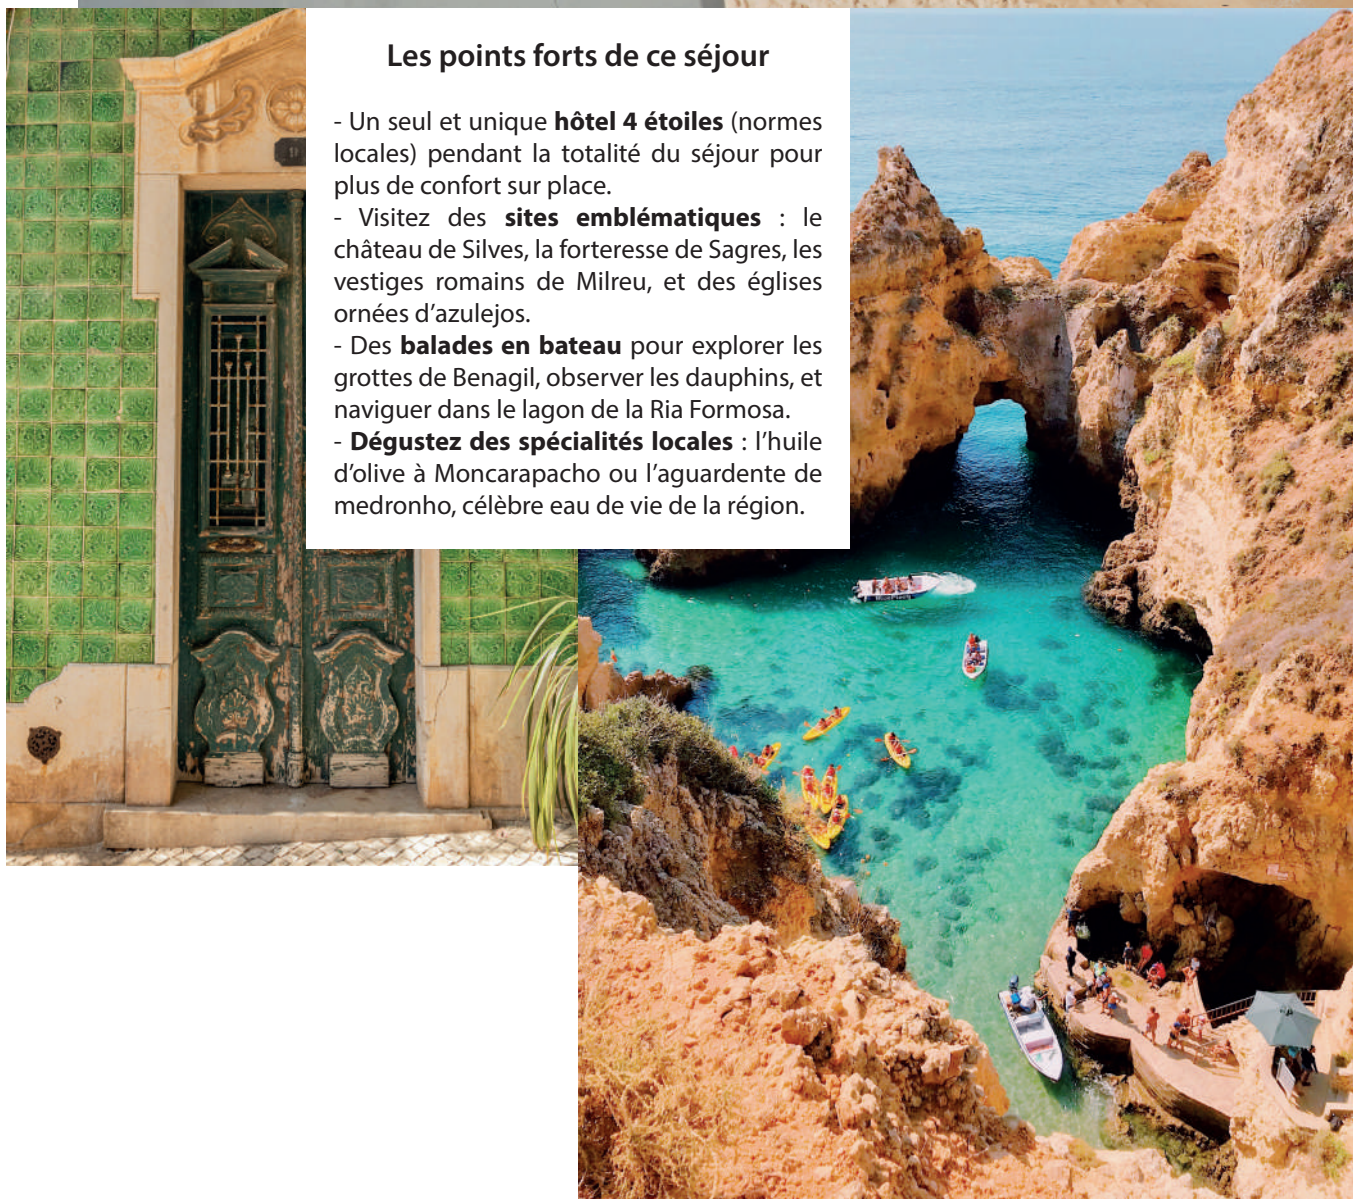 Les points forts de ce séjour
- Un seul et unique hôtel 4 étoiles (normes
locales) pendant la totalité du séjour pour
plus de confort sur place.
- Visitez des sites emblématiques : le
château de Silves, la forteresse de Sagres, les
vestiges romains de Milreu, et des églises
ornées d’azulejos.
- Des balades en bateau pour explorer les
grottes de Benagil, observer les dauphins, et
naviguer dans le lagon de la Ria Formosa.
- Dégustez des spécialités locales : l’huile
d’olive à Moncarapacho ou l’aguardente de
medronho, célèbre eau de vie de la région.